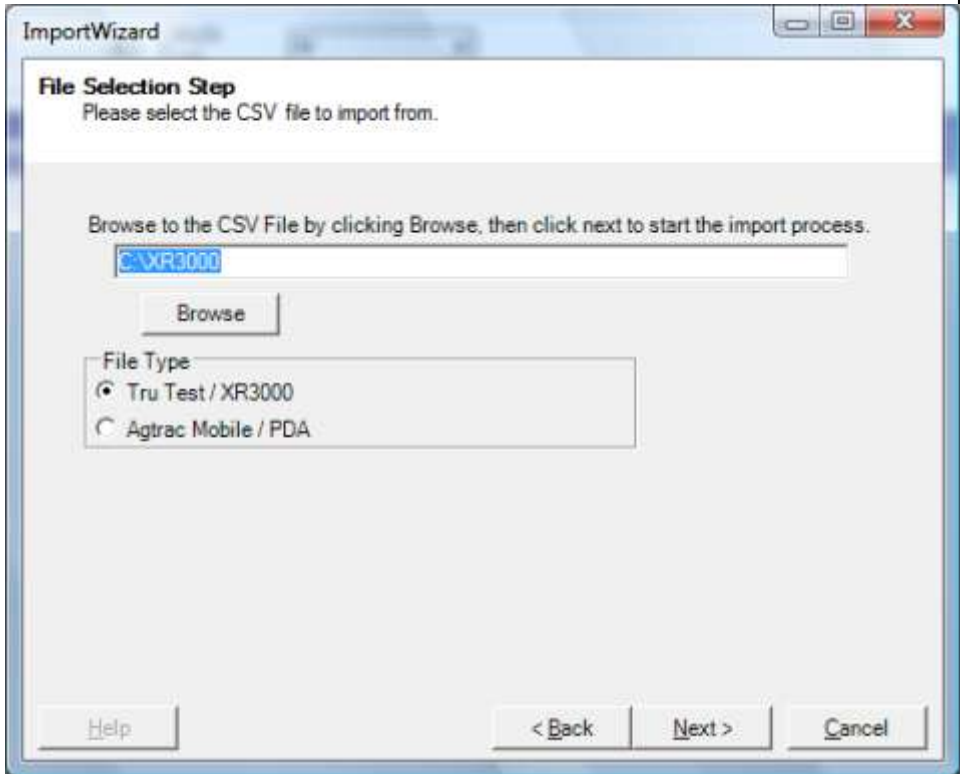 ImportWizard
File Selection Step
Please select the CSV file to import from.
Browse to the CSV File by clicking Browse, then click next to start the import process.
C:\XR3000
Browse
File Type
Tru Test / XR3000
Agtrac Mobile / PDA
Help
< Back
Next >
Cancel